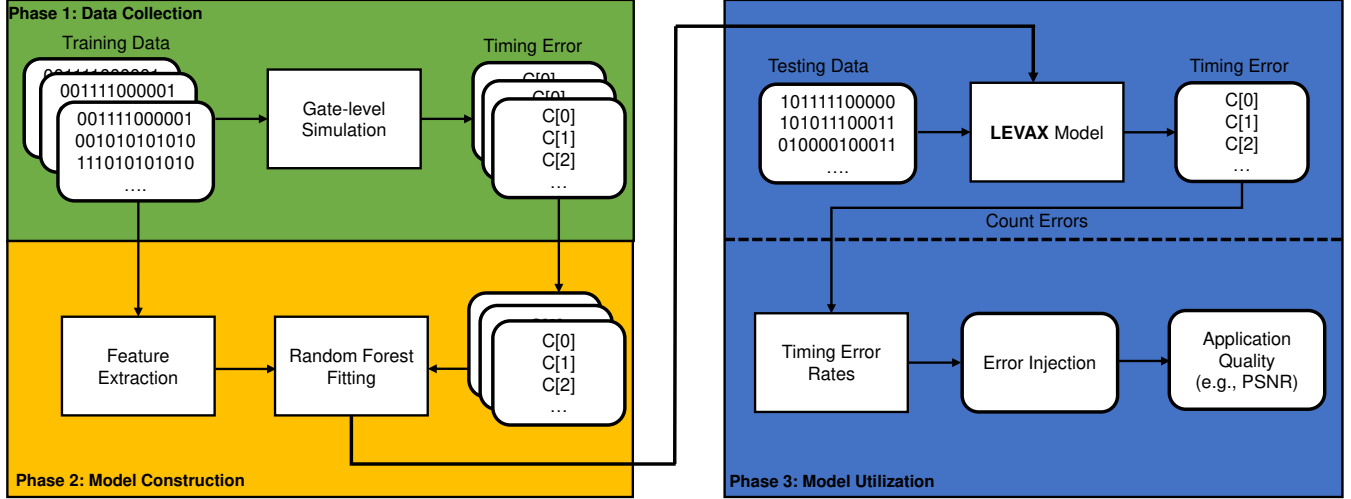 Phase 1: Data Collection
Training Data
001111000001
001111000001
001010101010
111010101010
....
Gate-level
Simulation
Timing Error
C[0]
C[0]
C[1]
C[2]
...
Feature
Extraction
Random Forest
Fitting
C[0]
C[1]
C[2]
...
Phase 2: Model Construction
Testing Data
101111100000
101011100011
010000100011
....
LEVAX Model
Timing Error
C[0]
C[1]
C[2]
...
Count Errors
Timing Error
Rates
Error Injection
Application
Quality
(e.g., PSNR)
Phase 3: Model Utilization